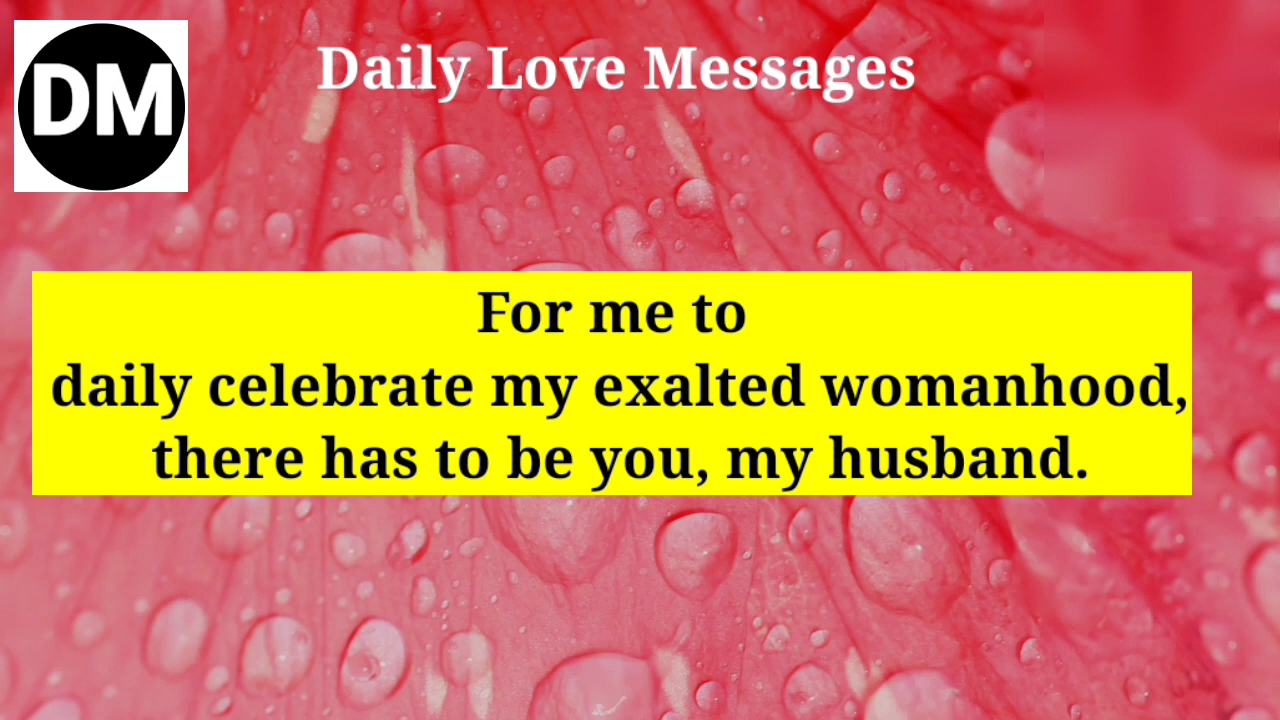 DM
Daily Love Messages
For me to
daily celebrate my exalted womanhood,
there has to be you, my husband.